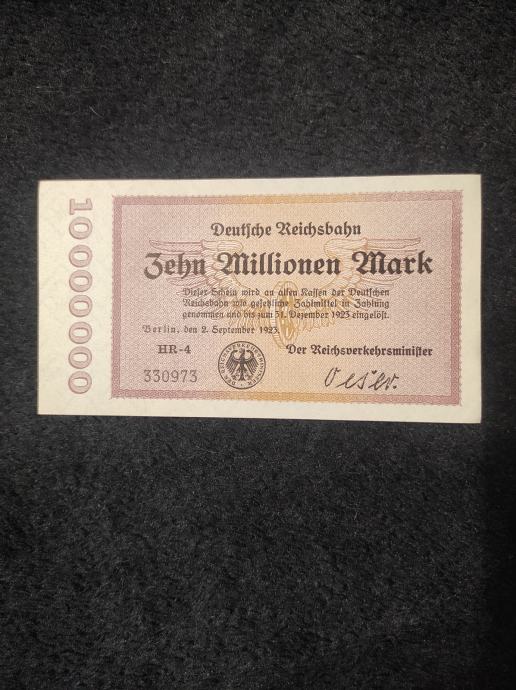 10000000
Deutsche Reichsbahn
Zehn Millionen Mark
Dieser Schein wird an allen Kassen der Deutschen
Reichsbahn wie gesetzliche Zahlmittel in Zahlung
genommen und bis zum 31. Dezember 1923 eingelöst.
Berlin, den 2. September 1923.
HR-4
Der Reichsverkehrsminister
330973
Oeser.